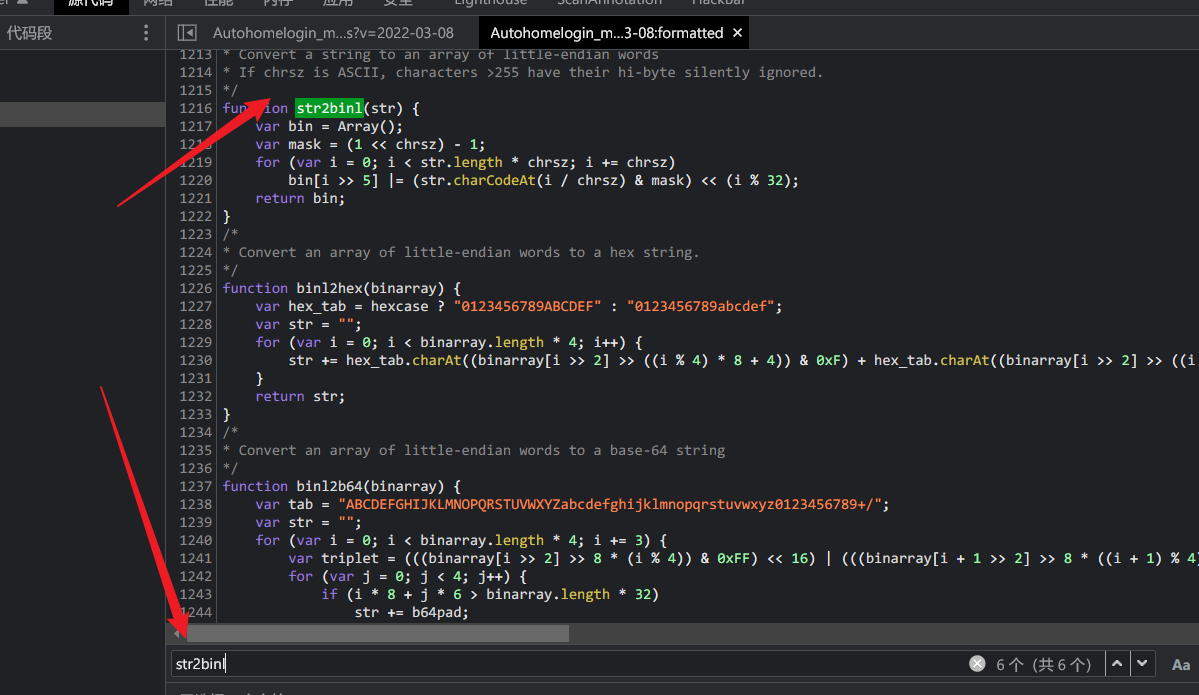 源代码 网络 性能 内存 应用 安全 Lighthouse ScanAnnotation HackBar
代码段
Autohomelogin_m...s?v=2022-03-08 Autohomelogin_m...3-08:formatted ×
1213 * Convert a string to an array of little-endian words
1214 * If chrsz is ASCII, characters >255 have their hi-byte silently ignored.
1215 */
1216 function str2binl(str) {
1217 var bin = Array();
1218 var mask = (1 << chrsz) - 1;
1219 for (var i = 0; i < str.length * chrsz; i += chrsz)
1220 bin[i >> 5] |= (str.charCodeAt(i / chrsz) & mask) << (i % 32);
1221 return bin;
1222 }
1223 /*
1224 * Convert an array of little-endian words to a hex string.
1225 */
1226 function binl2hex(binarray) {
1227 var hex_tab = hexcase ? "0123456789ABCDEF" : "0123456789abcdef";
1228 var str = "";
1229 for (var i = 0; i < binarray.length * 4; i++) {
1230 str += hex_tab.charAt((binarray[i >> 2] >> ((i % 4) * 8 + 4)) & 0xF) + hex_tab.charAt((binarray[i >> 2] >> ((i
1231 }
1232 return str;
1233 }
1234 /*
1235 * Convert an array of little-endian words to a base-64 string
1236 */
1237 function binl2b64(binarray) {
1238 var tab = "ABCDEFGHIJKLMNOPQRSTUVWXYZabcdefghijklmnopqrstuvwxyz0123456789+/";
1239 var str = "";
1240 for (var i = 0; i < binarray.length * 4; i += 3) {
1241 var triplet = (((binarray[i >> 2] >> 8 * (i % 4)) & 0xFF) << 16) | (((binarray[i + 1 >> 2] >> 8 * ((i + 1) % 4)
1242 for (var j = 0; j < 4; j++) {
1243 if (i * 8 + j * 6 > binarray.length * 32)
1244 str += b64pad;
str2binl 6 个（共 6 个） Aa